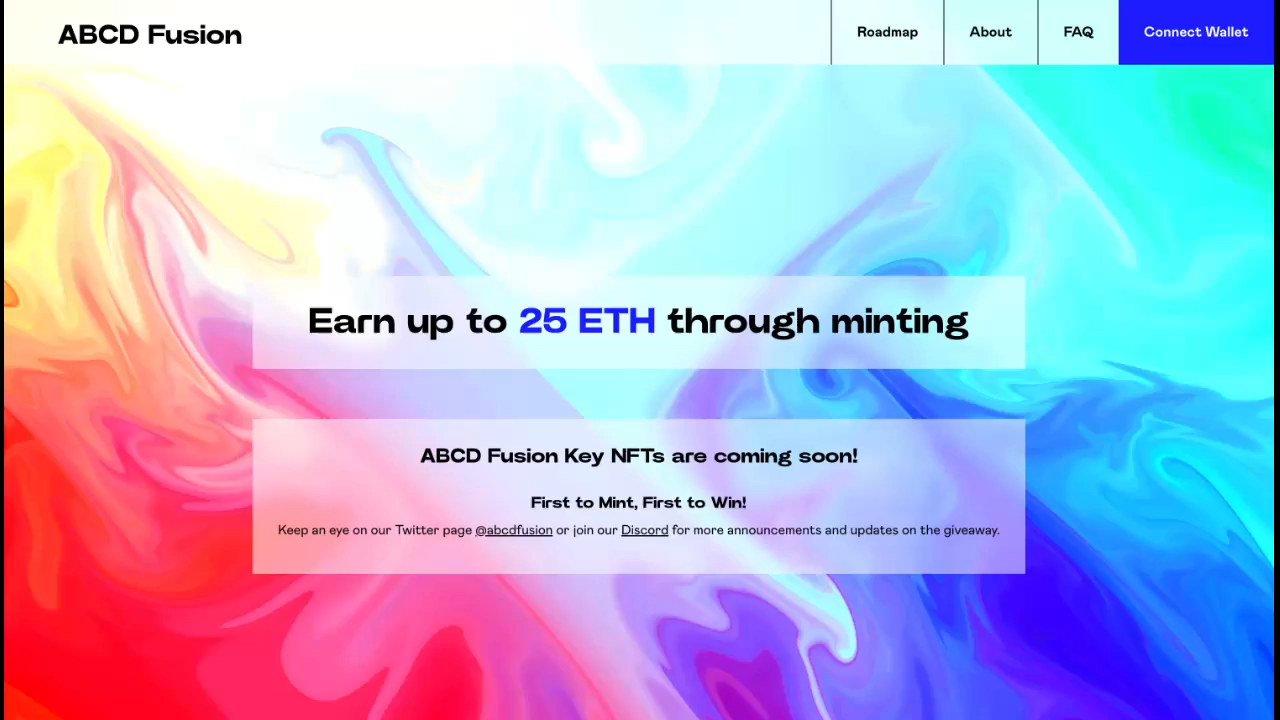 ABCD Fusion
Roadmap
About
FAQ
Connect Wallet
Earn up to 25 ETH through minting
ABCD Fusion Key NFTs are coming soon!
First to Mint, First to Win!
Keep an eye on our Twitter page @abcdfusion or join our Discord for more announcements and updates on the giveaway.